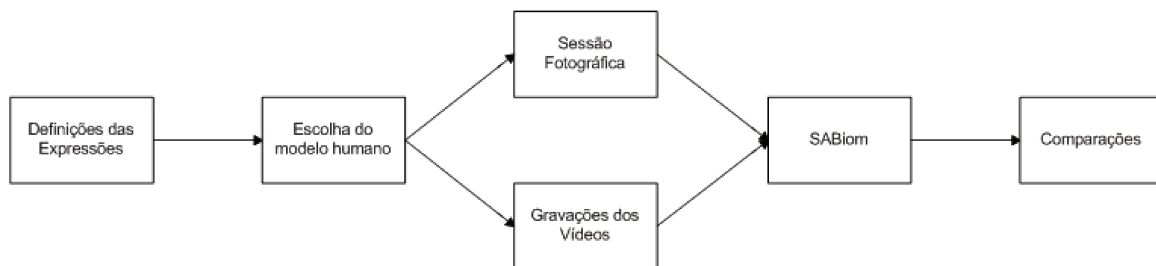 Definições das
Expressões
Escolha do
modelo humano
Sessão
Fotográfica
Gravações dos
Vídeos
SABiom
Comparações